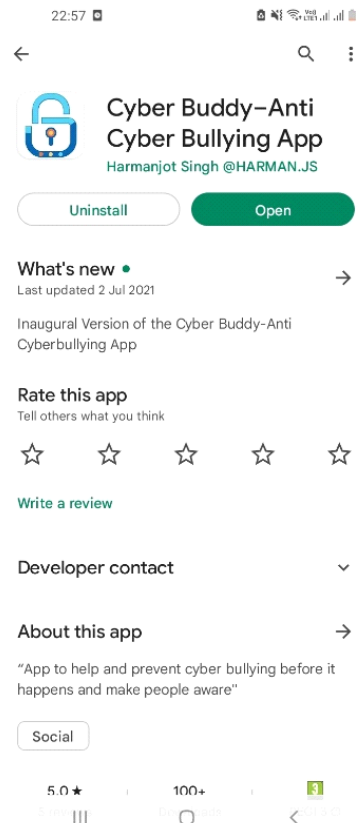 22:57
Cyber Buddy–Anti
Cyber Bullying App
Harmanjot Singh @HARMAN.JS
Uninstall
Open
What's new
Last updated 2 Jul 2021
Inaugural Version of the Cyber Buddy-Anti
Cyberbullying App
Rate this app
Tell others what you think
Write a review
Developer contact
About this app
“App to help and prevent cyber bullying before it
happens and make people aware"
Social
5.0 ★
100+
3